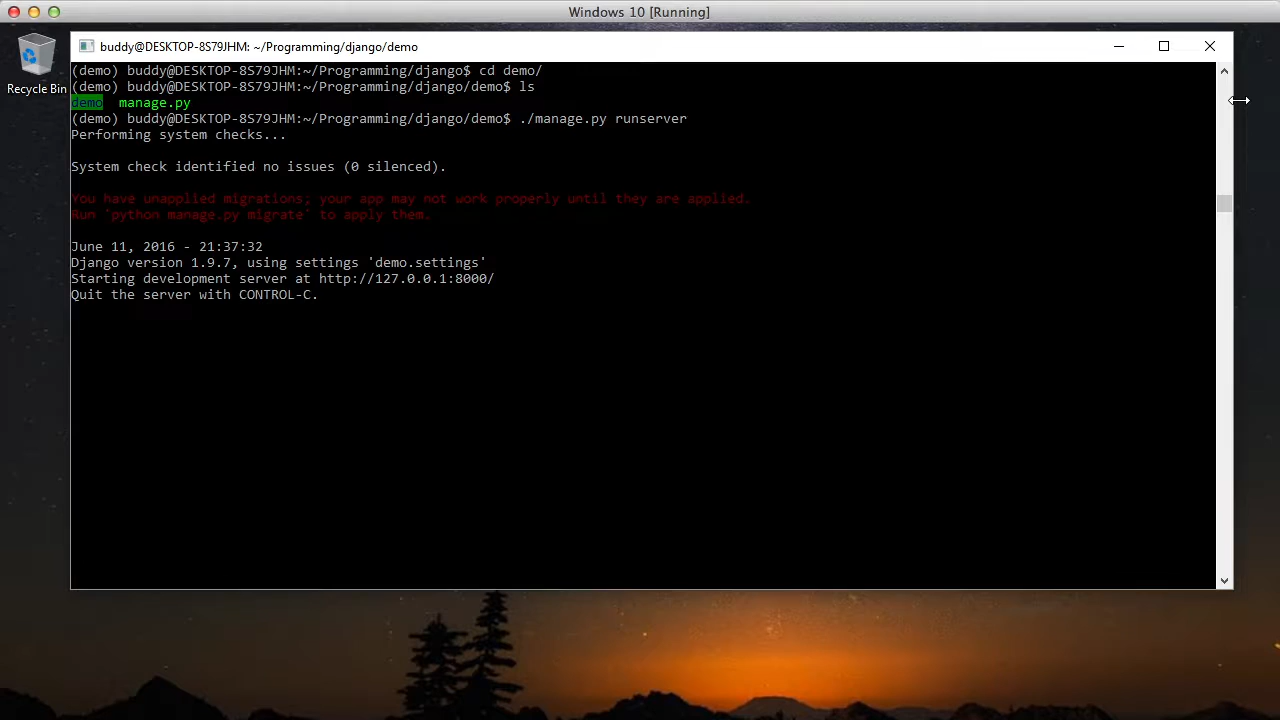 Windows 10 [Running]
Recycle Bin
buddy@DESKTOP-8S79JHM: ~/Programming/django/demo
(demo) buddy@DESKTOP-8S79JHM:~/Programming/django$ cd demo/
(demo) buddy@DESKTOP-8S79JHM:~/Programming/django/demo$ ls
demo  manage.py
(demo) buddy@DESKTOP-8S79JHM:~/Programming/django/demo$ ./manage.py runserver
Performing system checks...
System check identified no issues (0 silenced).
You have unapplied migrations; your app may not work properly until they are applied.
Run 'python manage.py migrate' to apply them.
June 11, 2016 - 21:37:32
Django version 1.9.7, using settings 'demo.settings'
Starting development server at http://127.0.0.1:8000/
Quit the server with CONTROL-C.